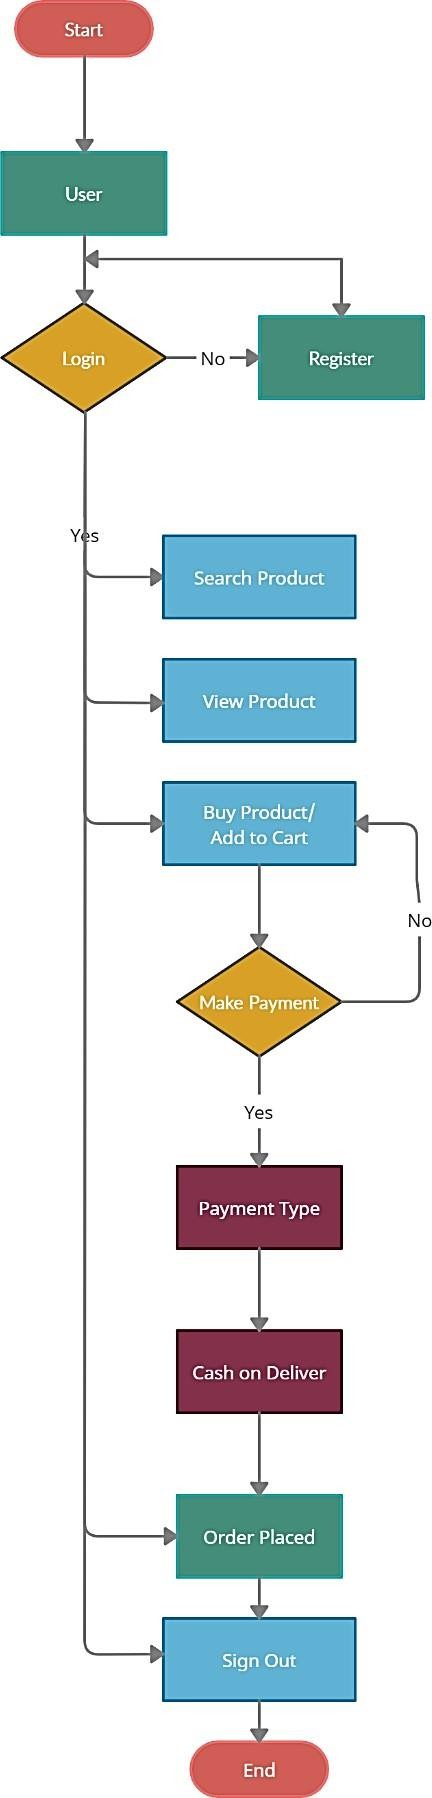 Start
User
Login
No
Register
Yes
Search Product
View Product
Buy Product/
Add to Cart
No
Make Payment
Yes
Payment Type
Cash on Deliver
Order Placed
Sign Out
End